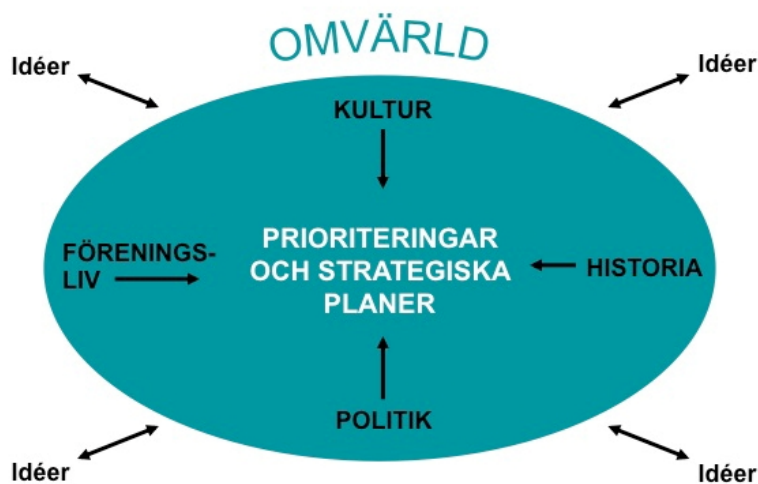 OMVÄRLD
Idéer
Idéer
KULTUR
FÖRENINGS-
LIV
PRIORITERINGAR
OCH STRATEGISKA
PLANER
HISTORIA
POLITIK
Idéer
Idéer